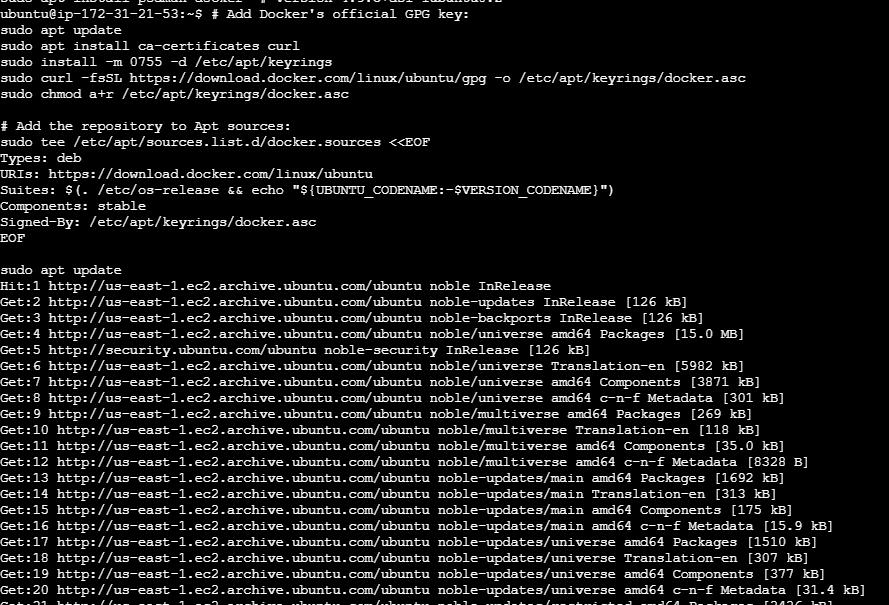 ubuntu@ip-172-31-21-53:~$ # Add Docker's official GPG key:
sudo apt update
sudo apt install ca-certificates curl
sudo install -m 0755 -d /etc/apt/keyrings
sudo curl -fsSL https://download.docker.com/linux/ubuntu/gpg -o /etc/apt/keyrings/docker.asc
sudo chmod a+r /etc/apt/keyrings/docker.asc

# Add the repository to Apt sources:
sudo tee /etc/apt/sources.list.d/docker.sources <<EOF
Types: deb
URIs: https://download.docker.com/linux/ubuntu
Suites: $(. /etc/os-release && echo "${UBUNTU_CODENAME:-$VERSION_CODENAME}")
Components: stable
Signed-By: /etc/apt/keyrings/docker.asc
EOF

sudo apt update
Hit:1 http://us-east-1.ec2.archive.ubuntu.com/ubuntu noble InRelease
Get:2 http://us-east-1.ec2.archive.ubuntu.com/ubuntu noble-updates InRelease [126 kB]
Get:3 http://us-east-1.ec2.archive.ubuntu.com/ubuntu noble-backports InRelease [126 kB]
Get:4 http://us-east-1.ec2.archive.ubuntu.com/ubuntu noble/universe amd64 Packages [15.0 MB]
Get:5 http://security.ubuntu.com/ubuntu noble-security InRelease [126 kB]
Get:6 http://us-east-1.ec2.archive.ubuntu.com/ubuntu noble/universe Translation-en [5982 kB]
Get:7 http://us-east-1.ec2.archive.ubuntu.com/ubuntu noble/universe amd64 Components [3871 kB]
Get:8 http://us-east-1.ec2.archive.ubuntu.com/ubuntu noble/universe amd64 c-n-f Metadata [301 kB]
Get:9 http://us-east-1.ec2.archive.ubuntu.com/ubuntu noble/multiverse amd64 Packages [269 kB]
Get:10 http://us-east-1.ec2.archive.ubuntu.com/ubuntu noble/multiverse Translation-en [118 kB]
Get:11 http://us-east-1.ec2.archive.ubuntu.com/ubuntu noble/multiverse amd64 Components [35.0 kB]
Get:12 http://us-east-1.ec2.archive.ubuntu.com/ubuntu noble/multiverse amd64 c-n-f Metadata [8328 B]
Get:13 http://us-east-1.ec2.archive.ubuntu.com/ubuntu noble-updates/main amd64 Packages [1692 kB]
Get:14 http://us-east-1.ec2.archive.ubuntu.com/ubuntu noble-updates/main Translation-en [313 kB]
Get:15 http://us-east-1.ec2.archive.ubuntu.com/ubuntu noble-updates/main amd64 Components [175 kB]
Get:16 http://us-east-1.ec2.archive.ubuntu.com/ubuntu noble-updates/main amd64 c-n-f Metadata [15.9 kB]
Get:17 http://us-east-1.ec2.archive.ubuntu.com/ubuntu noble-updates/universe amd64 Packages [1510 kB]
Get:18 http://us-east-1.ec2.archive.ubuntu.com/ubuntu noble-updates/universe Translation-en [307 kB]
Get:19 http://us-east-1.ec2.archive.ubuntu.com/ubuntu noble-updates/universe amd64 Components [377 kB]
Get:20 http://us-east-1.ec2.archive.ubuntu.com/ubuntu noble-updates/universe amd64 c-n-f Metadata [31.4 kB]